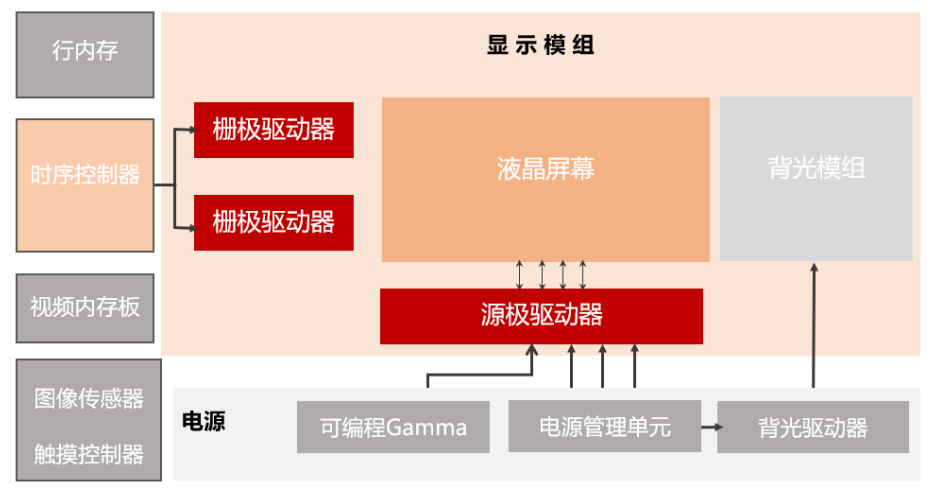 行内存
显示模组
栅极驱动器
时序控制器
液晶屏幕
背光模组
栅极驱动器
视频内存板
源极驱动器
图像传感器
触摸控制器
电源
可编程Gamma
电源管理单元
背光驱动器